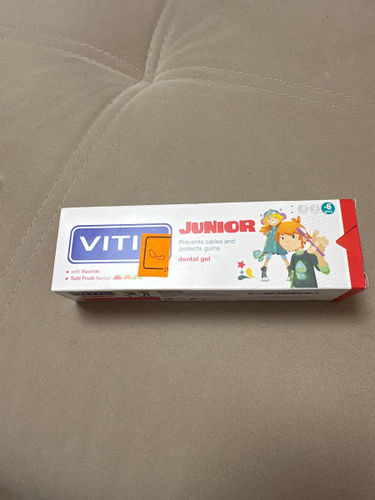 VITI
with fluoride
Tutti Frutti flavour
JUNIOR
Prevents caries and
protects gums
dental gel
+6